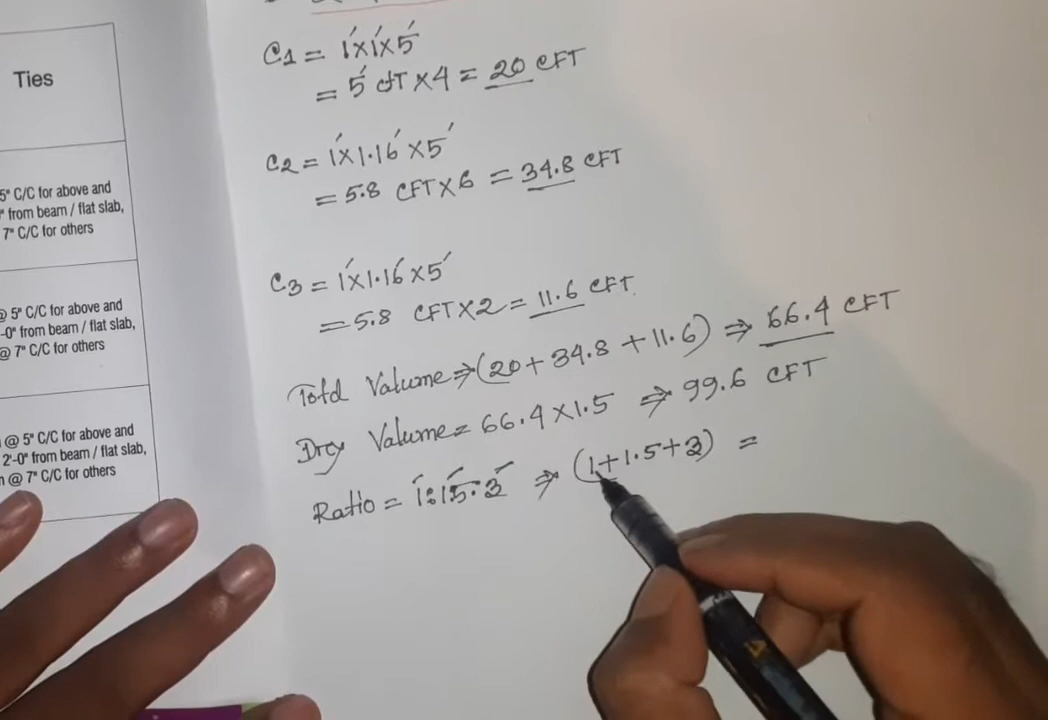 Ties
5" C/C for above and
" from beam / flat slab,
7" C/C for others
@ 5" C/C for above and
-0" from beam / flat slab,
@ 7" C/C for others
@ 5" C/C for above and
2'-0" from beam / flat slab,
@ 7" C/C for others
C1 = 1'x1'x5'
= 5 CFT x 4 = 20 CFT
C2 = 1'x1.16'x5'
= 5.8 CFT x 6 = 34.8 CFT
C3 = 1'x1.16'x5'
= 5.8 CFT x 2 = 11.6 CFT.
Total Valume ⇒ (20 + 34.8 + 11.6) ⇒ 66.4 CFT
Dry Valume = 66.4 x 1.5 ⇒ 99.6 CFT
Ratio = 1:1.5:3 ⇒ (1+1.5+3) =